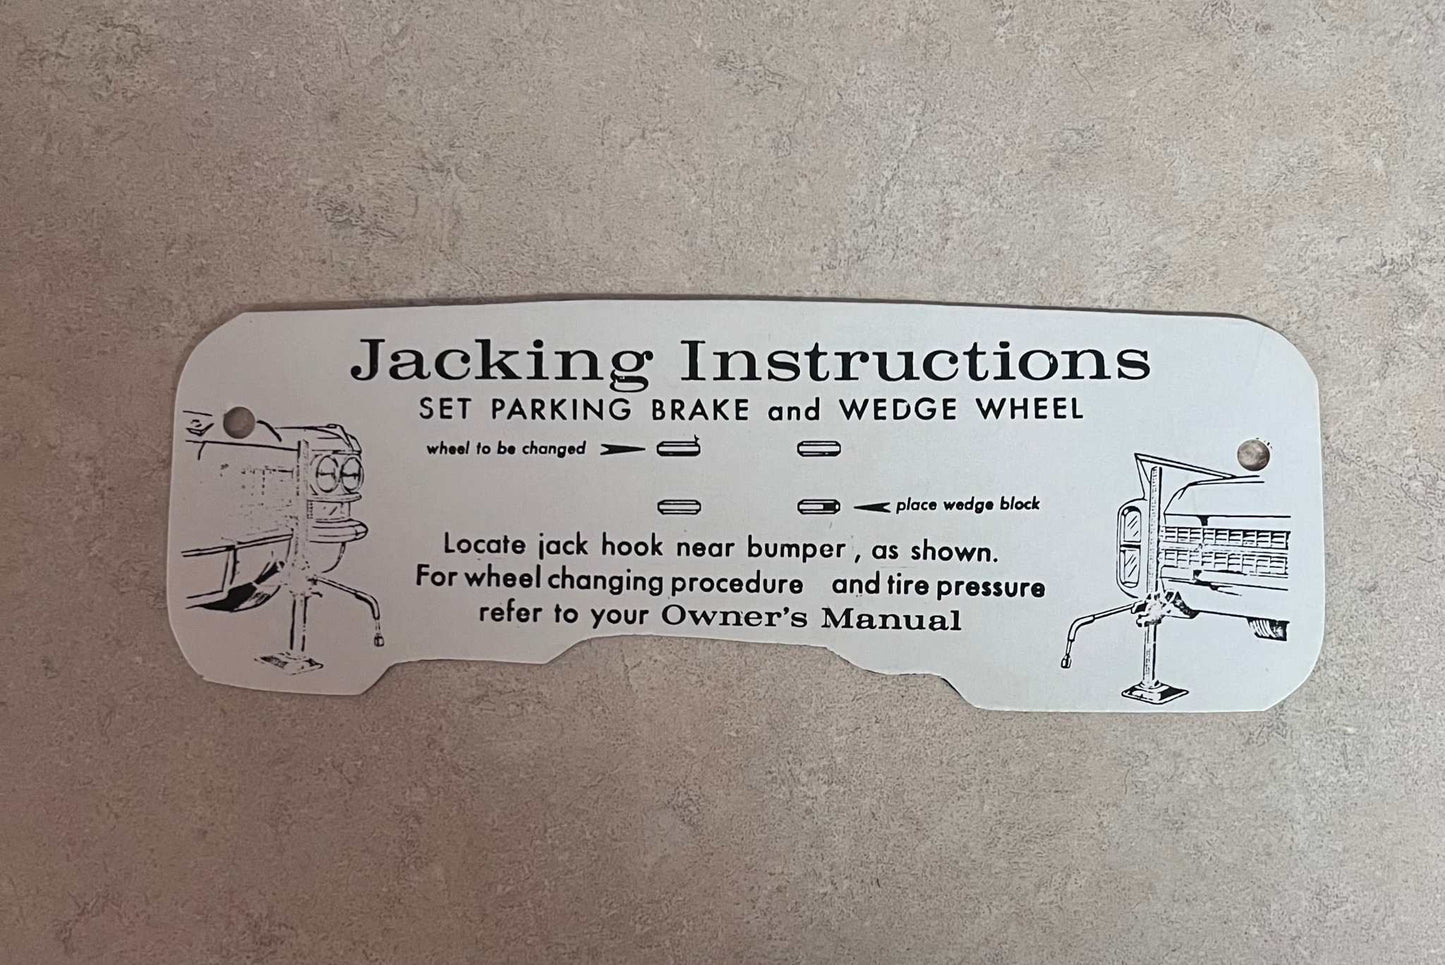 Jacking Instructions
SET PARKING BRAKE and WEDGE WHEEL
wheel to be changed
place wedge block
Locate jack hook near bumper, as shown.
For wheel changing procedure and tire pressure
refer to your Owner's Manual